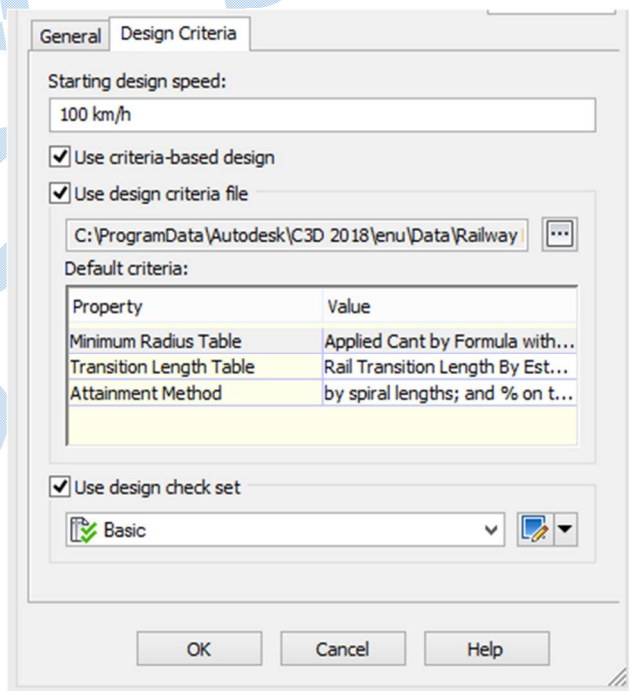 General Design Criteria
Starting design speed:
100 km/h
Use criteria-based design
Use design criteria file
C:\ProgramData\Autodesk\C3D 2018\enu\Data\Railway
Default criteria:
Property Value
Minimum Radius Table Applied Cant by Formula with...
Transition Length Table Rail Transition Length By Est...
Attainment Method by spiral lengths; and % on t...
Use design check set
Basic
OK Cancel Help